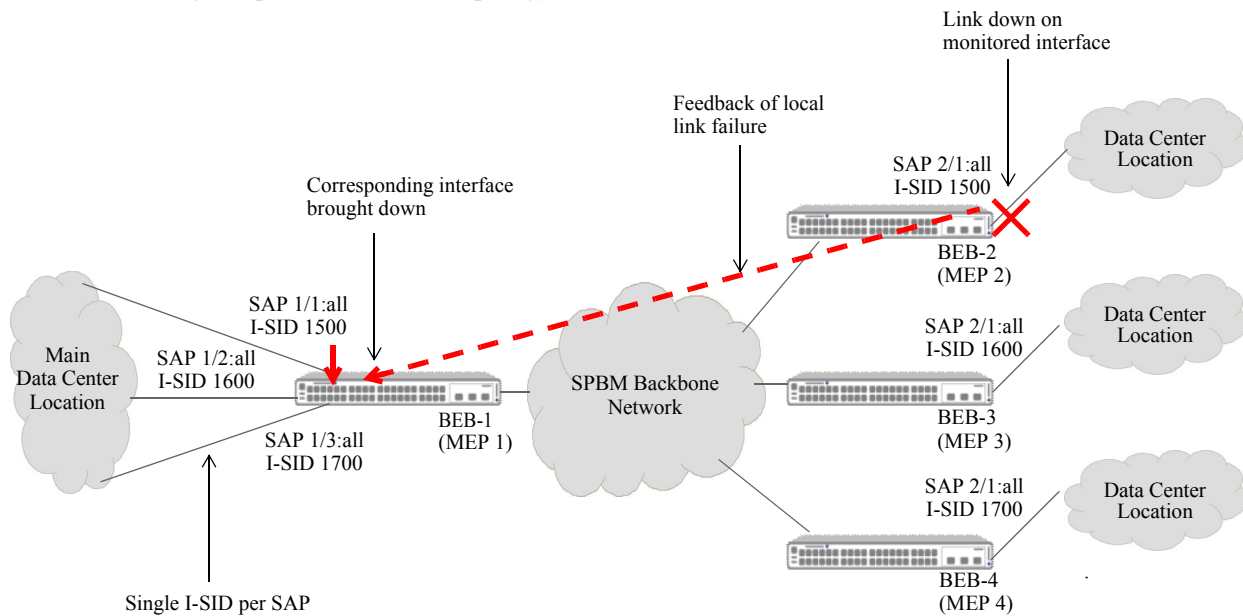 Link down on
monitored interface
Feedback of local
link failure
Data Center
Location
SAP 2/1:all
I-SID 1500
Corresponding interface
brought down
BEB-2
(MEP 2)
SAP 1/1:all
I-SID 1500
Data Center
Location
SAP 2/1:all
I-SID 1600
Main
Data Center
Location
SAP 1/2:all
I-SID 1600
SPBM Backbone
Network
BEB-1
(MEP 1)
BEB-3
(MEP 3)
SAP 1/3:all
I-SID 1700
SAP 2/1:all
I-SID 1700
Data Center
Location
BEB-4
(MEP 4)
Single I-SID per SAP